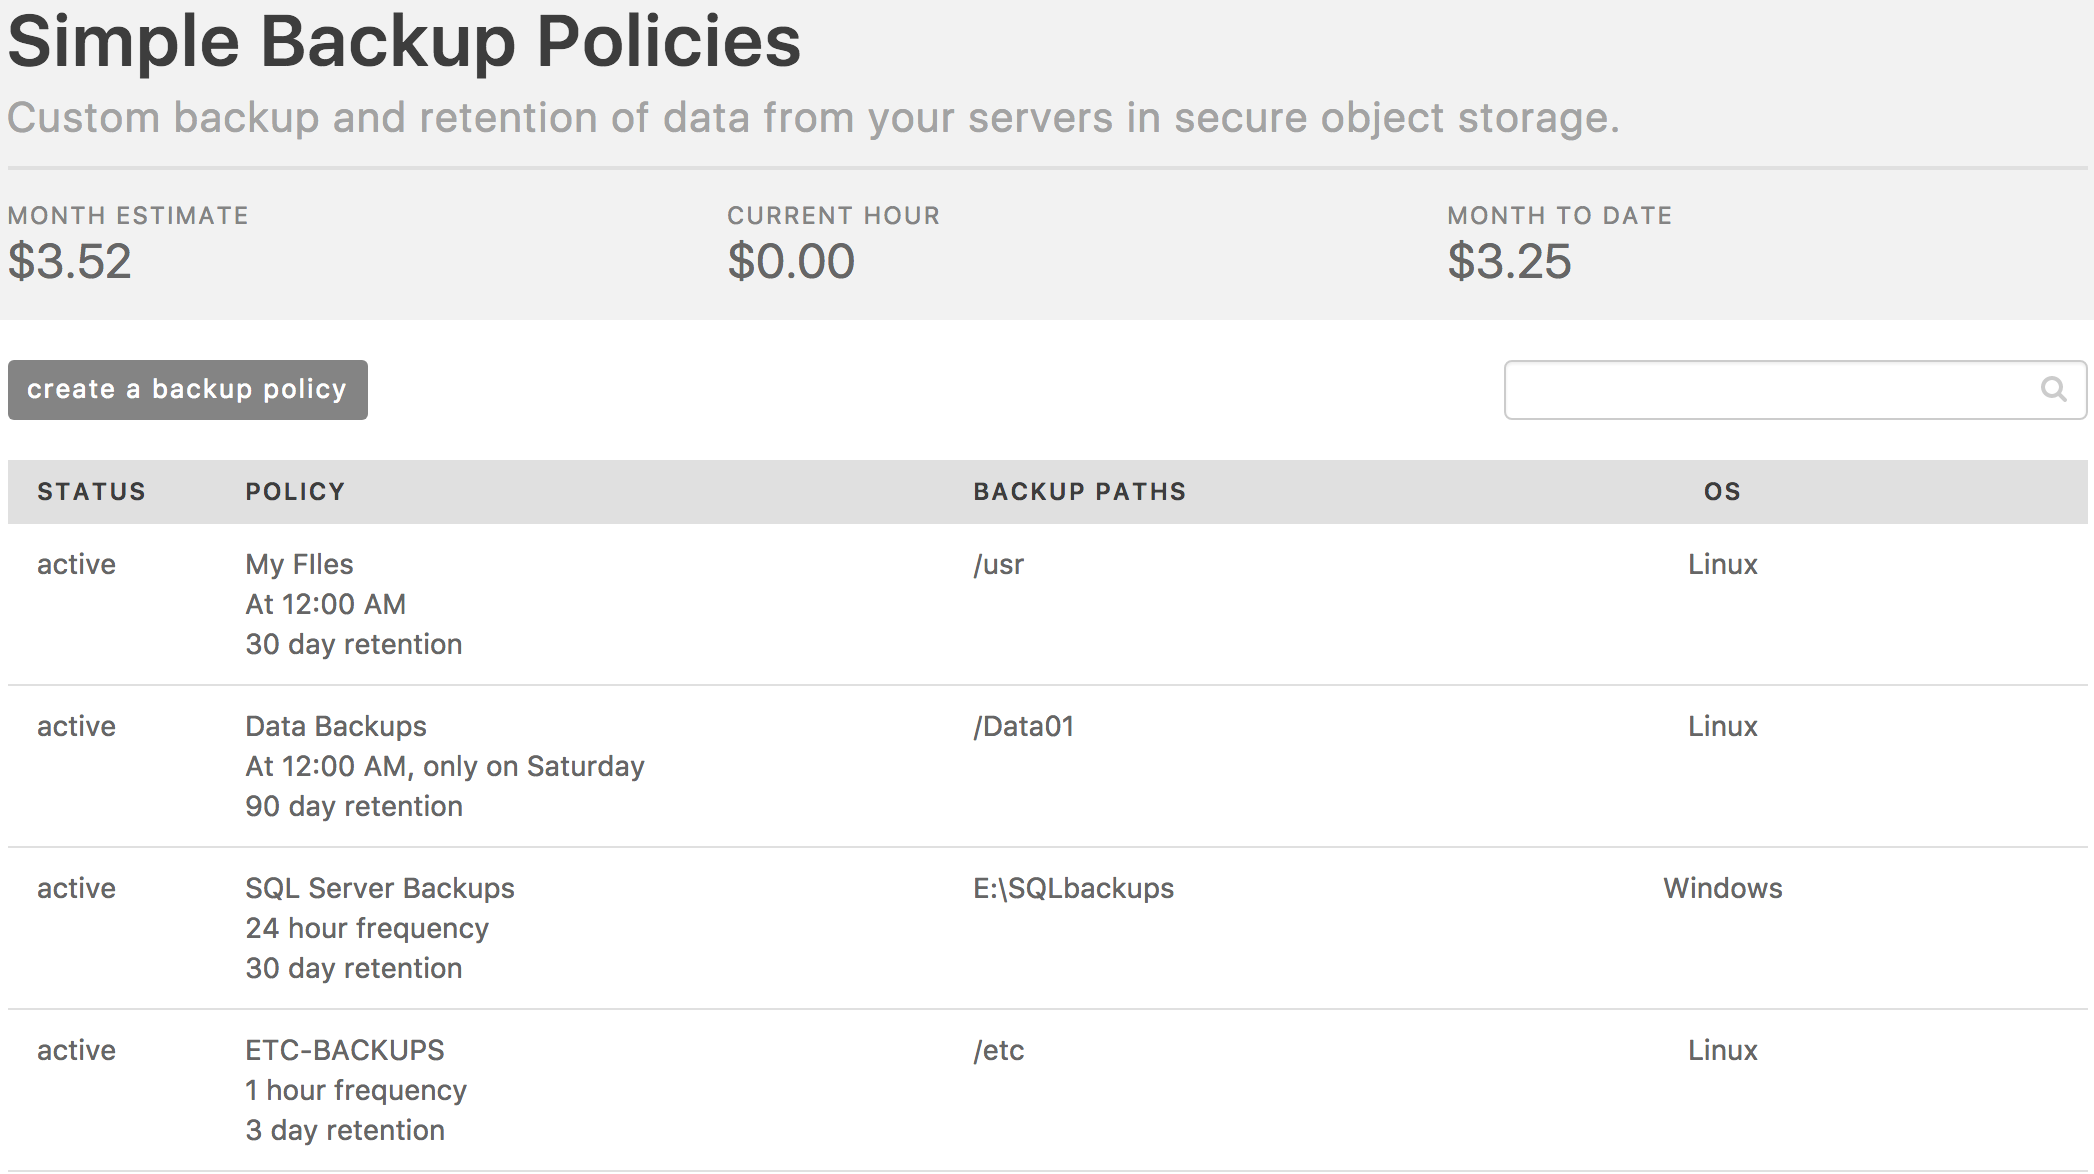 Simple Backup Policies
Custom backup and retention of data from your servers in secure object storage.
MONTH ESTIMATE
$3.52
CURRENT HOUR
$0.00
MONTH TO DATE
$3.25
create a backup policy
STATUS POLICY BACKUP PATHS OS
active My FIles /usr Linux
At 12:00 AM
30 day retention
active Data Backups /Data01 Linux
At 12:00 AM, only on Saturday
90 day retention
active SQL Server Backups E:\SQLbackups Windows
24 hour frequency
30 day retention
active ETC-BACKUPS /etc Linux
1 hour frequency
3 day retention